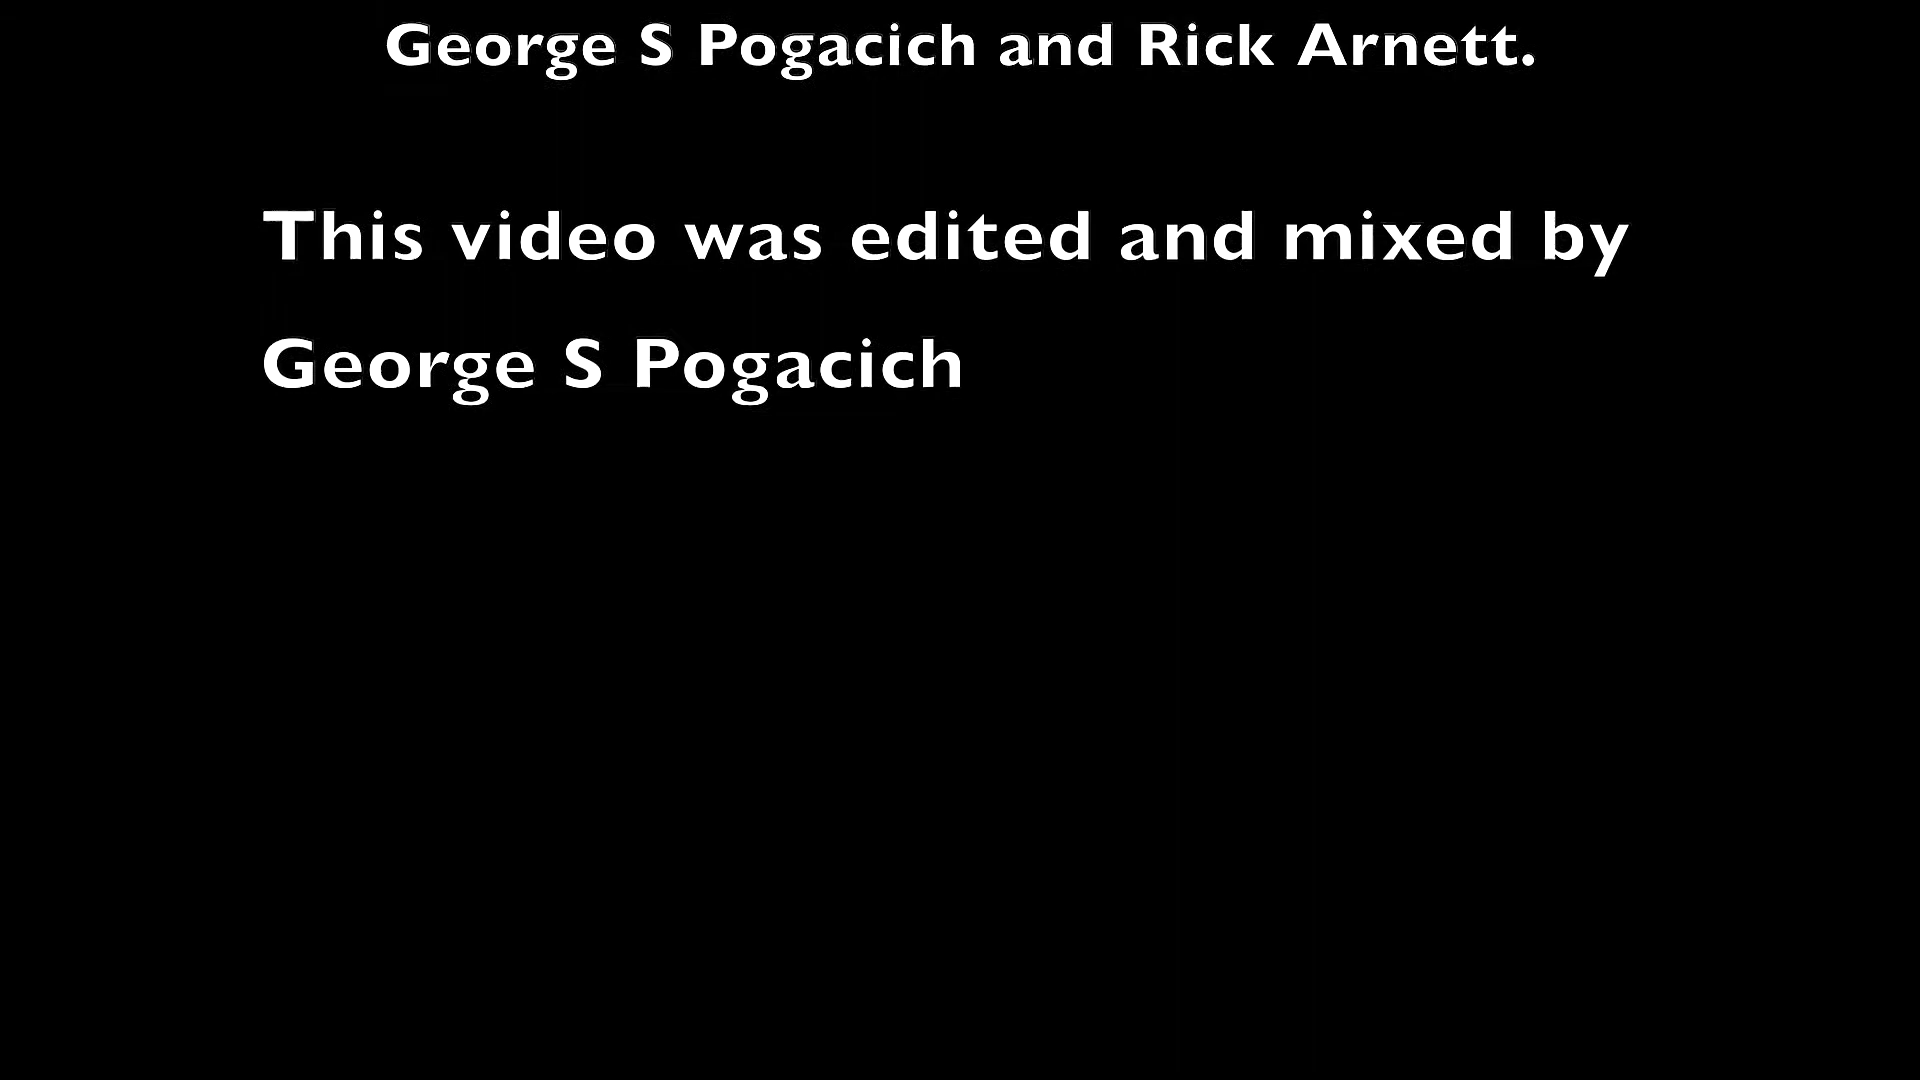 George S Pogacich and Rick Arnett.
This video was edited and mixed by
George S Pogacich